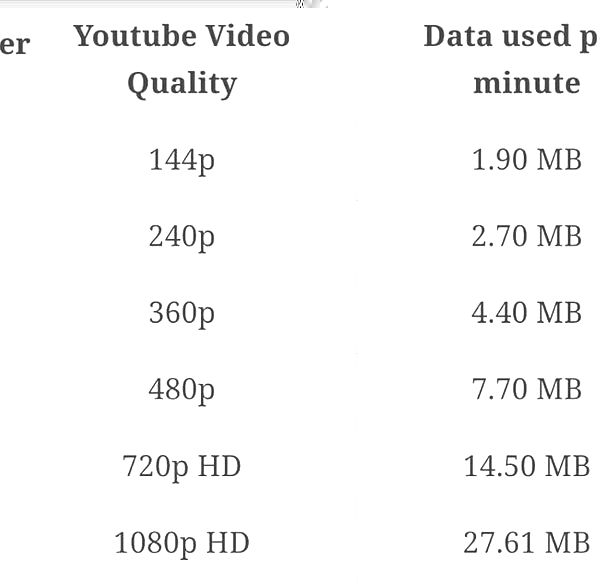 er Youtube Video Data used p
Quality minute
144p 1.90 MB
240p 2.70 MB
360p 4.40 MB
480p 7.70 MB
720p HD 14.50 MB
1080p HD 27.61 MB